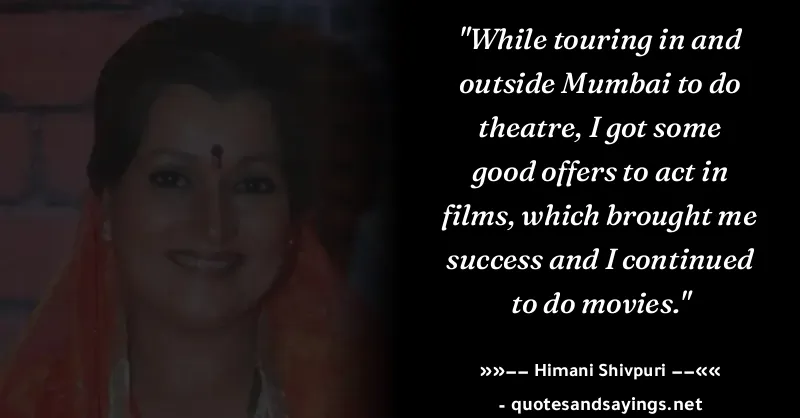 "While touring in and
outside Mumbai to do
theatre, I got some
good offers to act in
films, which brought me
success and I continued
to do movies."
»»–– Himani Shivpuri ––««
- quotesandsayings.net